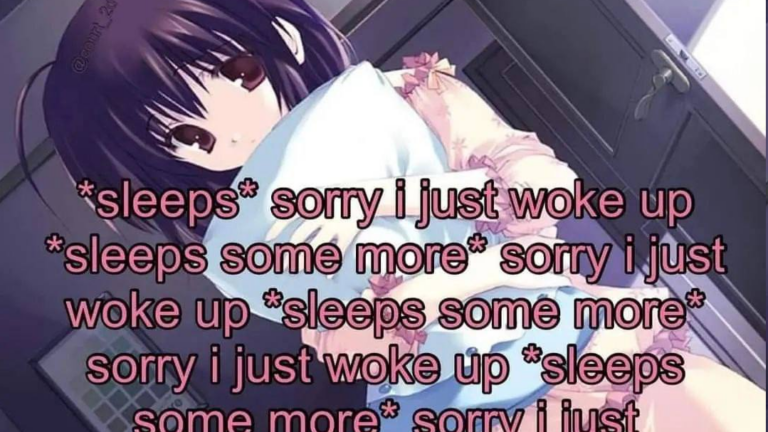 *sleeps* sorry i just woke up
*sleeps some more* sorry i just
woke up *sleeps some more*
sorry i just woke up *sleeps
some more* sorry i just